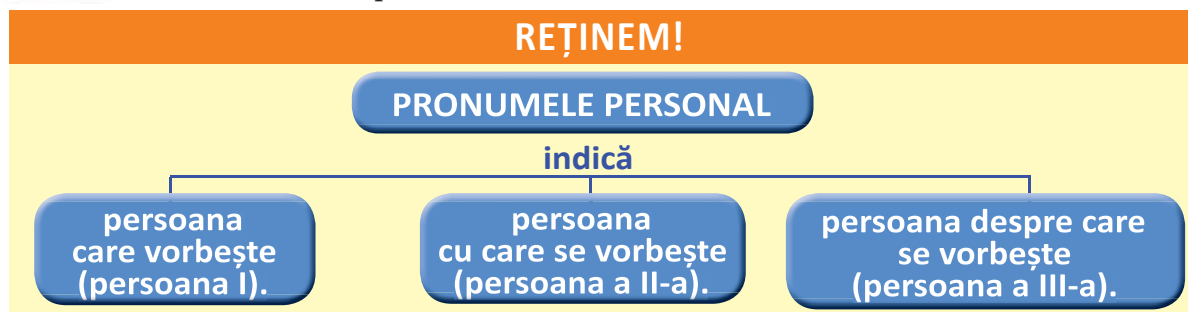 REȚINEM!
PRONUMELE PERSONAL
indică
persoana
care vorbește
(persoana I).
persoana
cu care se vorbește
(persoana a II-a).
persoana despre care
se vorbește
(persoana a III-a).